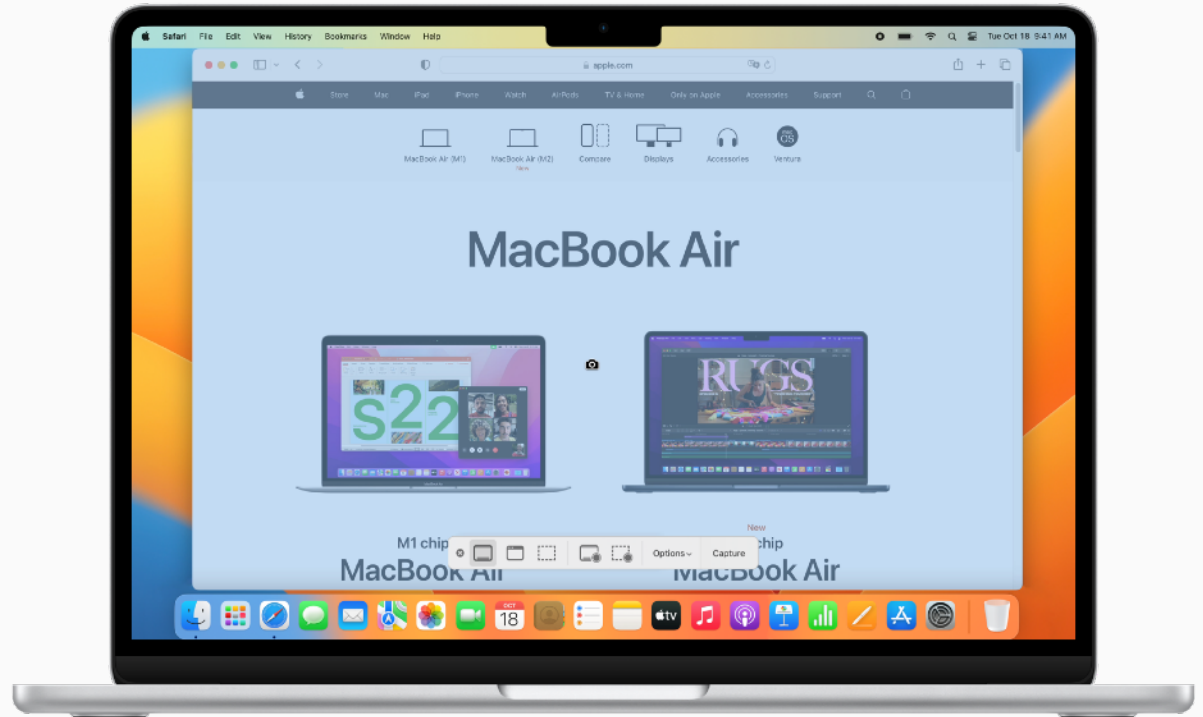 Safari File Edit View History Bookmarks Window Help Tue Oct 18 9:41 AM
apple.com
Store Mac iPad iPhone Watch AirPods TV & Home Only on Apple Accessories Support
MacBook Air (M1) MacBook Air (M2) Compare Displays Accessories Ventura
New
MacBook Air
S22
RUGS
New
M1 chip chip
MacBook Air MacBook Air
Options Capture
OCT
18
tv